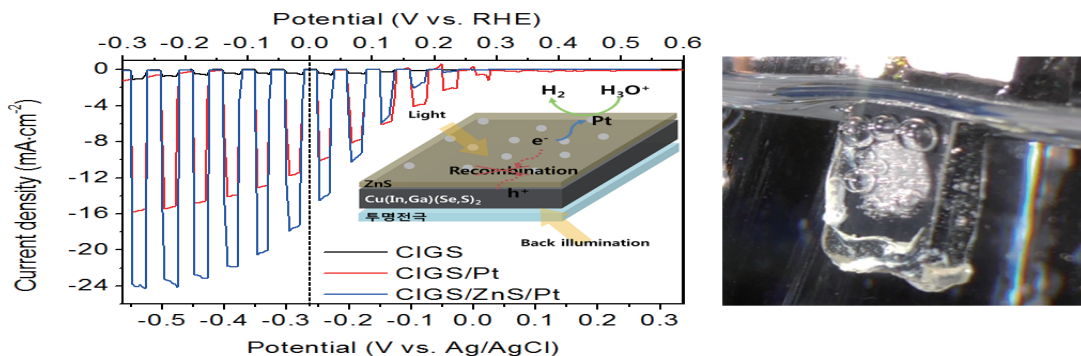 Potential (V vs. RHE)
-0.3 -0.2 -0.1 0.0 0.1 0.2 0.3 0.4 0.5 0.6
0
-4
-8
-12
-16
-20
-24
Current density (mA·cm⁻²)
H₂ H₃O⁺
Light
Pt
e⁻
Recombination
h⁺
ZnS
Cu(In,Ga)(Se,S)₂
투명전극
Back illumination
CIGS
CIGS/Pt
CIGS/ZnS/Pt
-0.5 -0.4 -0.3 -0.2 -0.1 0.0 0.1 0.2 0.3
Potential (V vs. Ag/AgCl)